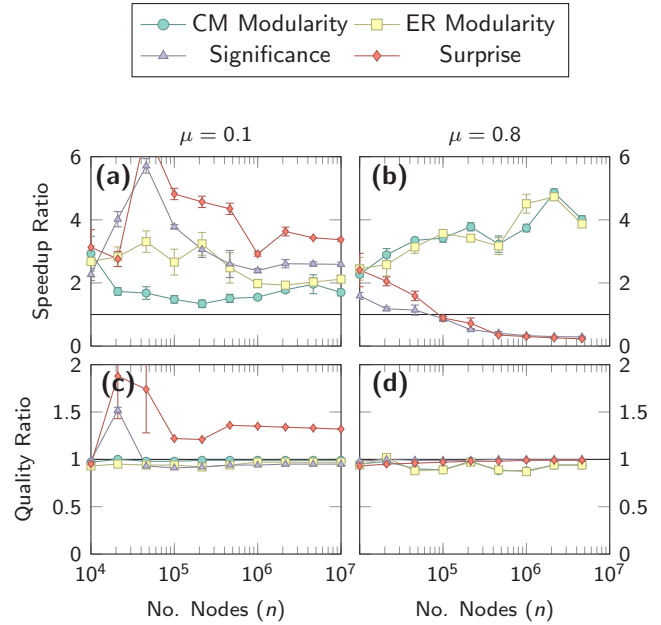 CM Modularity ER Modularity
Significance Surprise
μ = 0.1 μ = 0.8
(a) (b)
6 6
4 4
2 2
0 0
Speedup Ratio
(c) (d)
2 2
1.5 1.5
1 1
0.5 0.5
0 0
Quality Ratio
10^4 10^5 10^6 10^7 10^5 10^6 10^7
No. Nodes (n) No. Nodes (n)